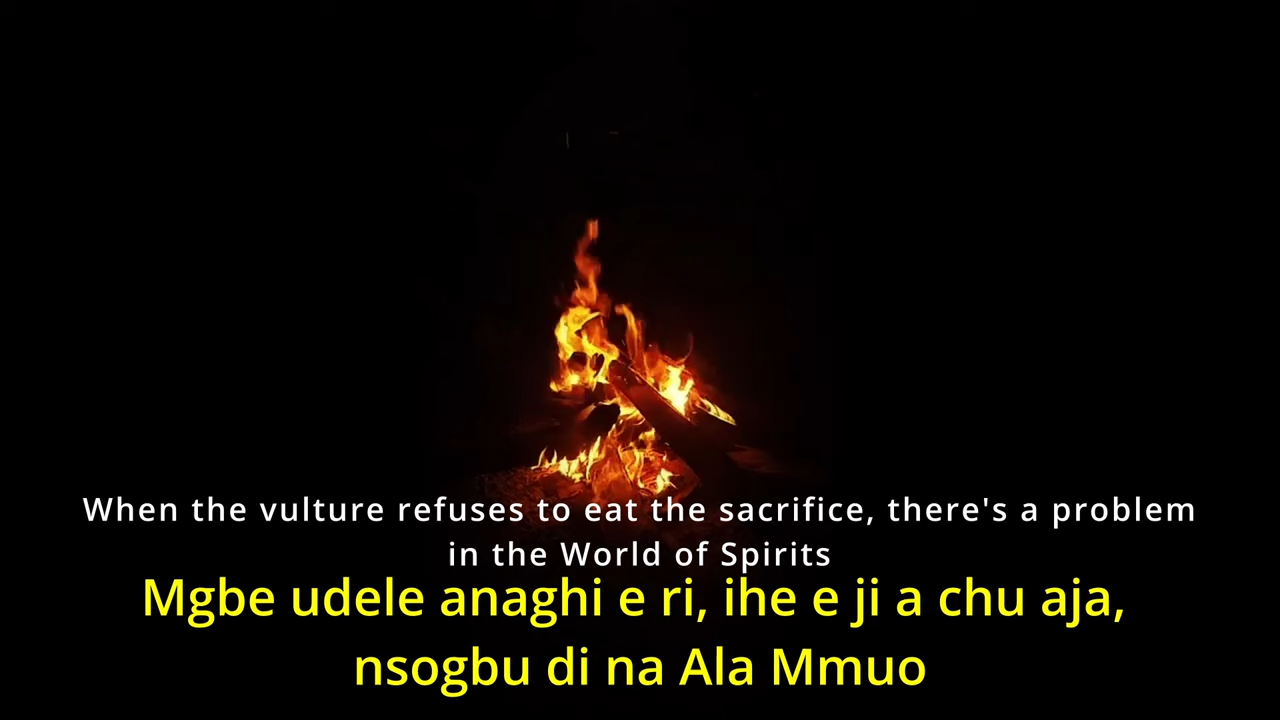 When the vulture refuses to eat the sacrifice, there's a problem
in the World of Spirits
Mgbe udele anaghi e ri, ihe e ji a chu aja,
nsogbu di na Ala Mmuo